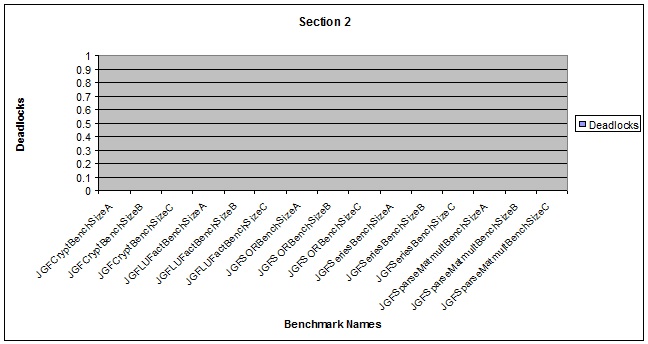 Section 2
1
0.9
0.8
0.7
0.6
0.5
0.4
0.3
0.2
0.1
0
Deadlocks
Deadlocks
JGFCryptBenchSizeA
JGFCryptBenchSizeB
JGFCryptBenchSizeC
JGFLUFactBenchSizeA
JGFLUFactBenchSizeB
JGFLUFactBenchSizeC
JGFSORBenchSizeA
JGFSORBenchSizeB
JGFSORBenchSizeC
JGFSeriesBenchSizeA
JGFSeriesBenchSizeB
JGFSeriesBenchSizeC
JGFSparseMatmultBenchSizeA
JGFSparseMatmultBenchSizeB
JGFSparseMatmultBenchSizeC
Benchmark Names